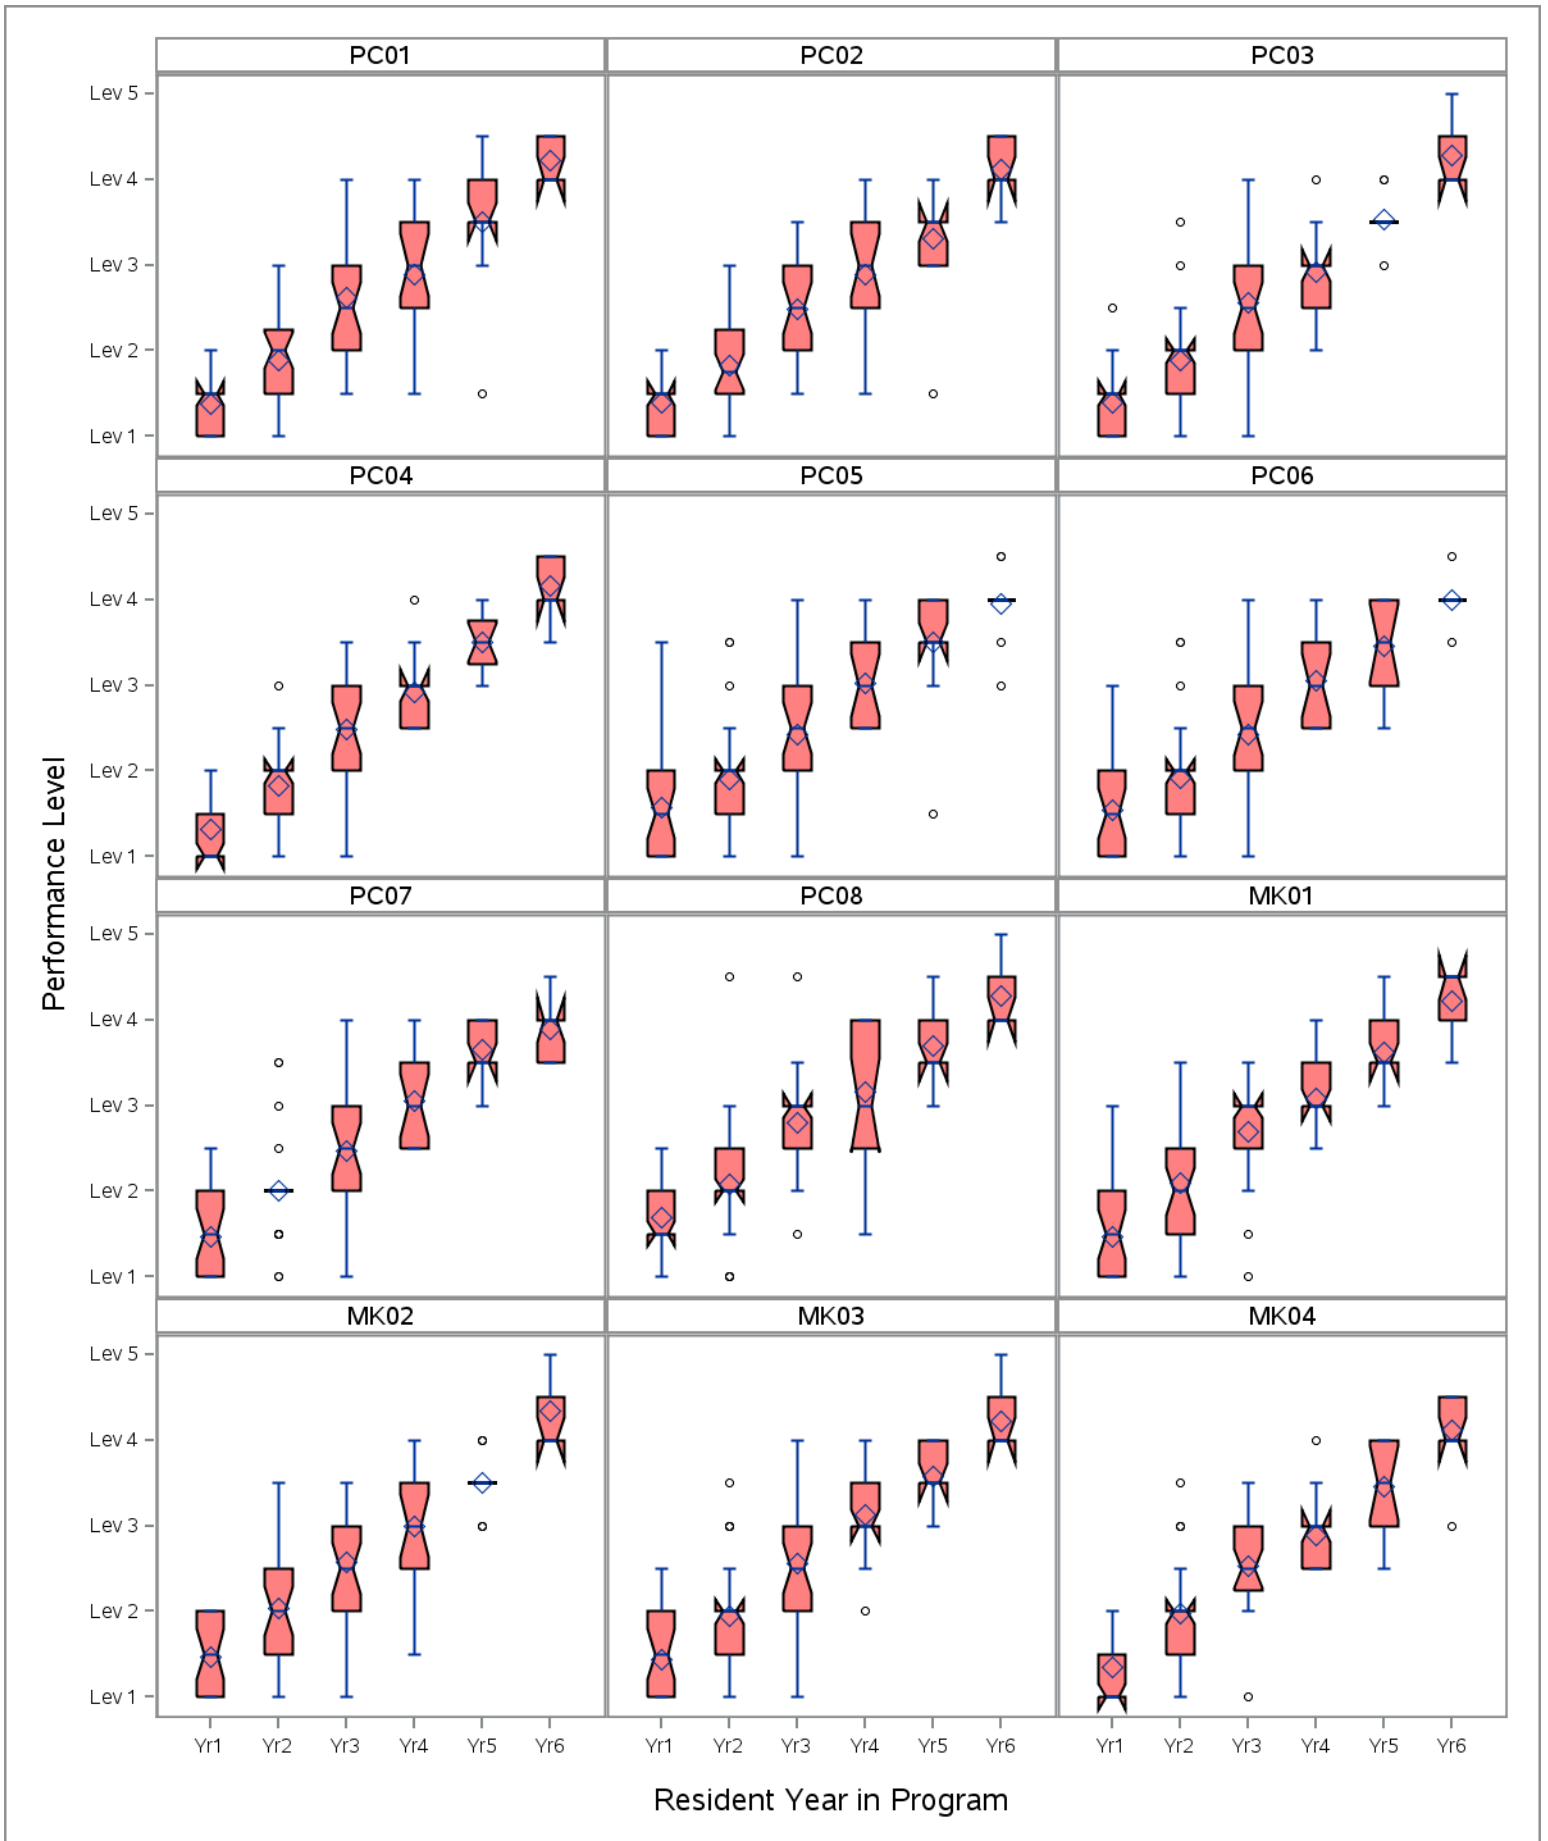 PC01 PC02 PC03
Lev 5
Lev 4
Lev 3
Lev 2
Lev 1
PC04 PC05 PC06
Lev 5
Lev 4
Lev 3
Lev 2
Lev 1
PC07 PC08 MK01
Lev 5
Lev 4
Lev 3
Lev 2
Lev 1
MK02 MK03 MK04
Lev 5
Lev 4
Lev 3
Lev 2
Lev 1
Performance Level
Yr1 Yr2 Yr3 Yr4 Yr5 Yr6 Yr1 Yr2 Yr3 Yr4 Yr5 Yr6 Yr1 Yr2 Yr3 Yr4 Yr5 Yr6
Resident Year in Program